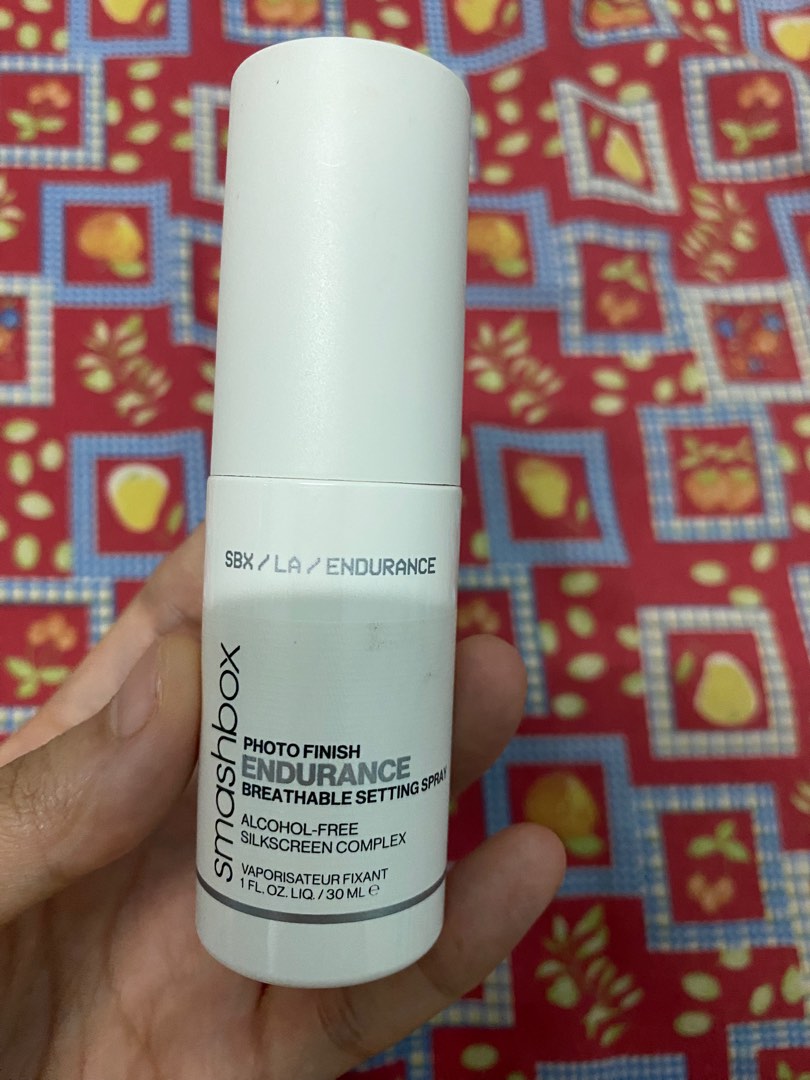 SBX / LA / ENDURANCE
smashbox
PHOTO FINISH
ENDURANCE
BREATHABLE SETTING SPRAY
ALCOHOL-FREE
SILKSCREEN COMPLEX
VAPORISATEUR FIXANT
1 FL. OZ. LIQ. / 30 ML ℮